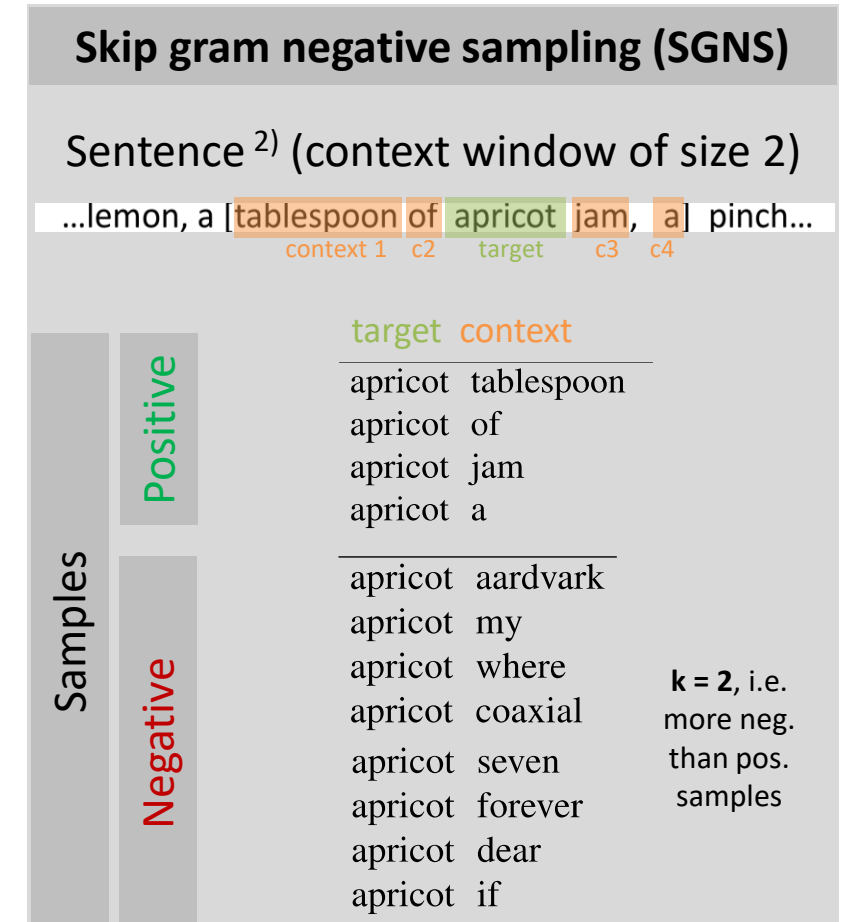 Skip gram negative sampling (SGNS)
Sentence 2) (context window of size 2)
...lemon, a [tablespoon of apricot jam, a] pinch...
context 1 c2 target c3 c4
target context
Positive
apricot tablespoon
apricot of
apricot jam
apricot a
Samples
Negative
apricot aardvark
apricot my
apricot where
apricot coaxial
apricot seven
apricot forever
apricot dear
apricot if
k = 2, i.e.
more neg.
than pos.
samples